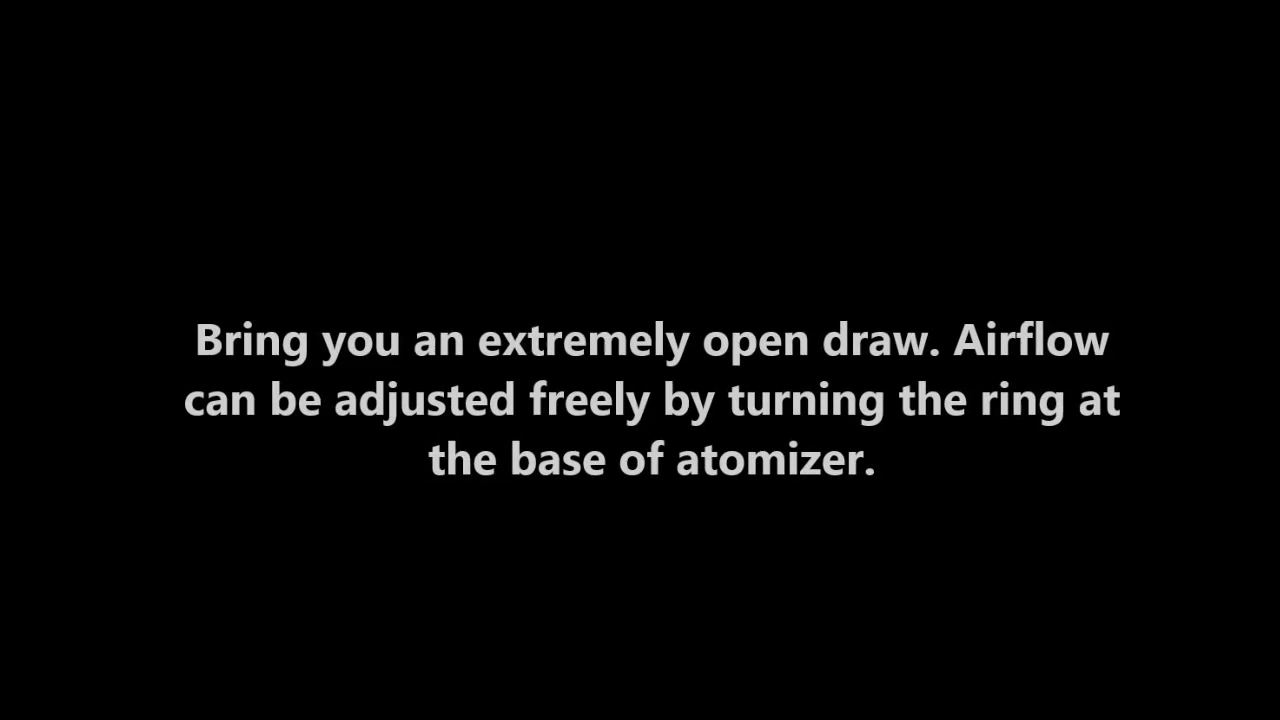 Bring you an extremely open draw. Airflow
can be adjusted freely by turning the ring at
the base of atomizer.